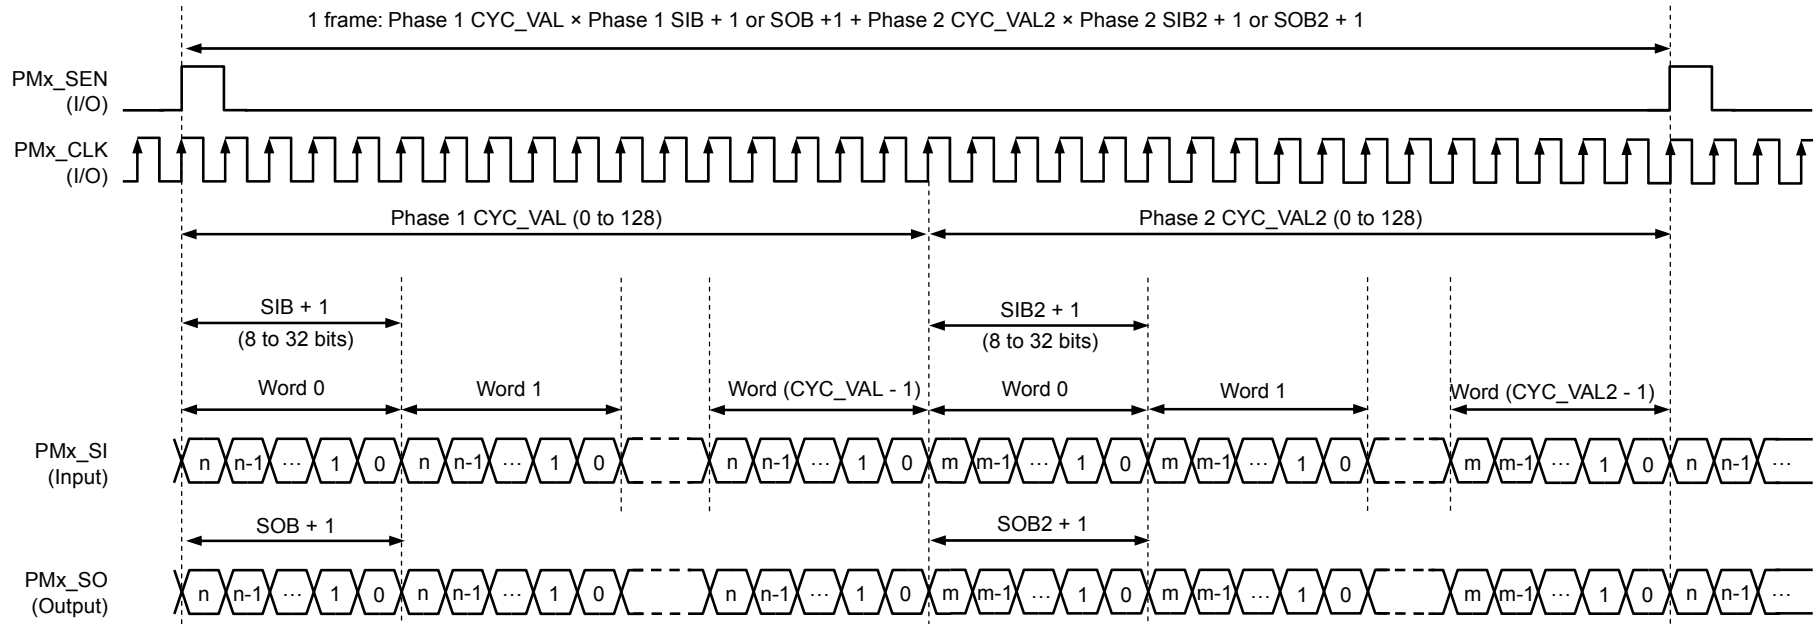 1 frame: Phase 1 CYC_VAL × Phase 1 SIB + 1 or SOB +1 + Phase 2 CYC_VAL2 × Phase 2 SIB2 + 1 or SOB2 + 1
PMx_SEN
(I/O)
PMx_CLK
(I/O)
Phase 1 CYC_VAL (0 to 128) Phase 2 CYC_VAL2 (0 to 128)
SIB + 1 SIB2 + 1
(8 to 32 bits) (8 to 32 bits)
Word 0 Word 1 Word (CYC_VAL - 1) Word 0 Word 1 Word (CYC_VAL2 - 1)
PMx_SI
(Input)
n n-1 ... 1 0 n n-1 ... 1 0 n n-1 ... 1 0 m m-1 ... 1 0 m m-1 ... 1 0 m m-1 ... 1 0 n n-1 ...
SOB + 1 SOB2 + 1
PMx_SO
(Output)
n n-1 ... 1 0 n n-1 ... 1 0 n n-1 ... 1 0 m m-1 ... 1 0 m m-1 ... 1 0 m m-1 ... 1 0 n n-1 ...